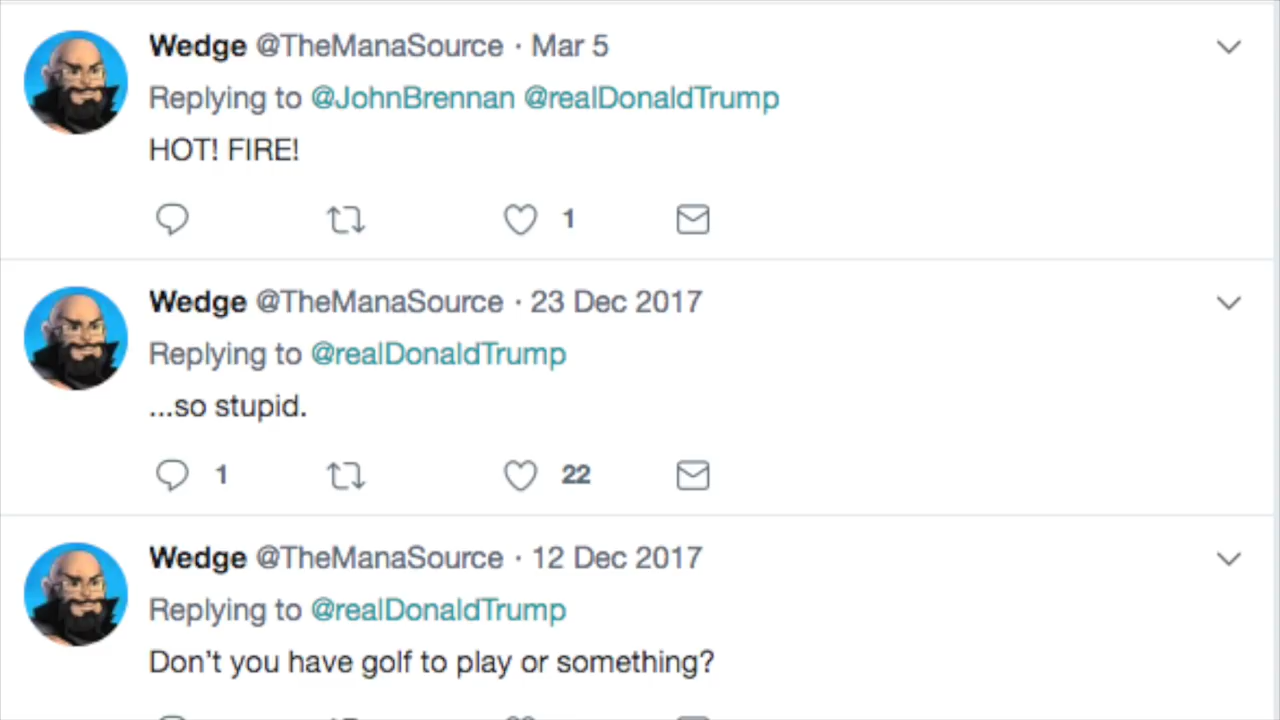 Wedge @TheManaSource · Mar 5
Replying to @JohnBrennan @realDonaldTrump
HOT! FIRE!
1
Wedge @TheManaSource · 23 Dec 2017
Replying to @realDonaldTrump
...so stupid.
1 22
Wedge @TheManaSource · 12 Dec 2017
Replying to @realDonaldTrump
Don’t you have golf to play or something?